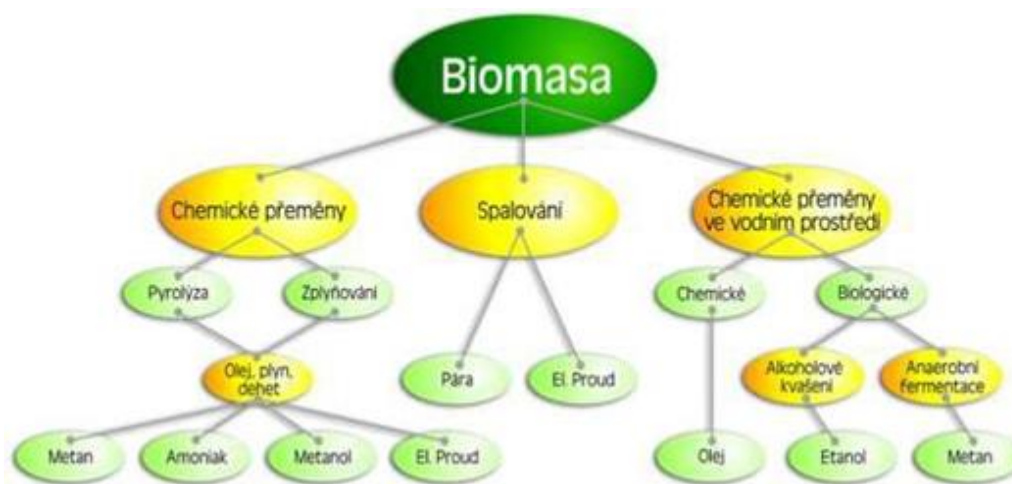 Biomasa
Chemické přeměny
Spalování
Chemické přeměny
ve vodním prostředí
Pyrolýza
Zplyňování
Chemické
Biologické
Olej, plyn,
dehet
Pára
El. Proud
Alkoholové
kvašení
Anaerobní
fermentace
Metan
Amoniak
Metanol
El. Proud
Olej
Etanol
Metan